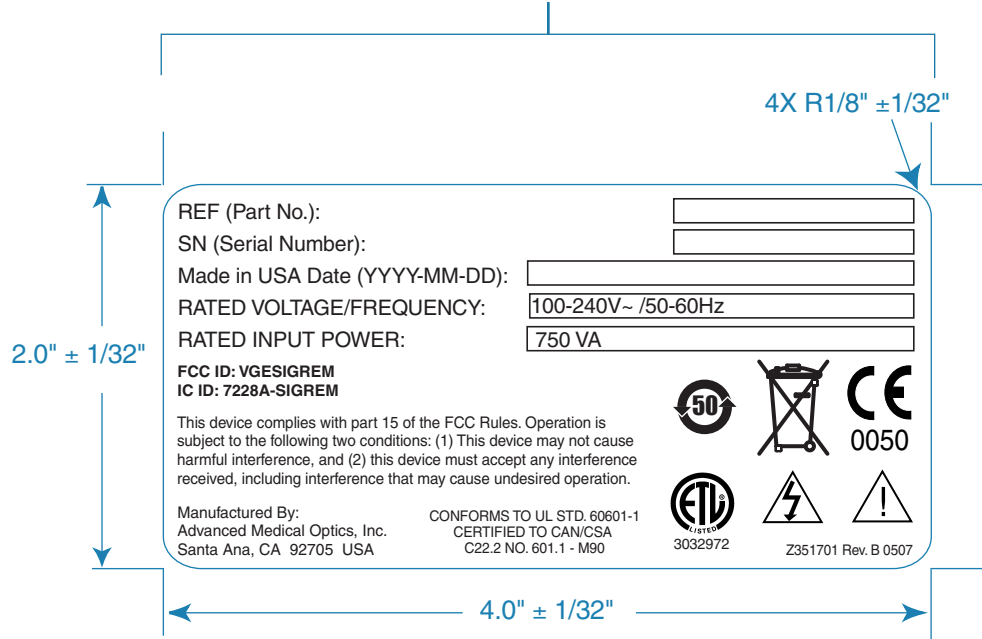 4X R1/8" ±1/32"
REF (Part No.):
SN (Serial Number):
Made in USA Date (YYYY-MM-DD):
RATED VOLTAGE/FREQUENCY: 100-240V~ /50-60Hz
RATED INPUT POWER: 750 VA
2.0" ± 1/32"
FCC ID: VGESIGREM
IC ID: 7228A-SIGREM
This device complies with part 15 of the FCC Rules. Operation is
subject to the following two conditions: (1) This device may not cause
harmful interference, and (2) this device must accept any interference
received, including interference that may cause undesired operation.
50
CE
0050
Manufactured By:
Advanced Medical Optics, Inc.
Santa Ana, CA 92705 USA
CONFORMS TO UL STD. 60601-1
CERTIFIED TO CAN/CSA
C22.2 NO. 601.1 - M90
ETL ®
LISTED
3032972
!
Z351701 Rev. B 0507
4.0" ± 1/32"